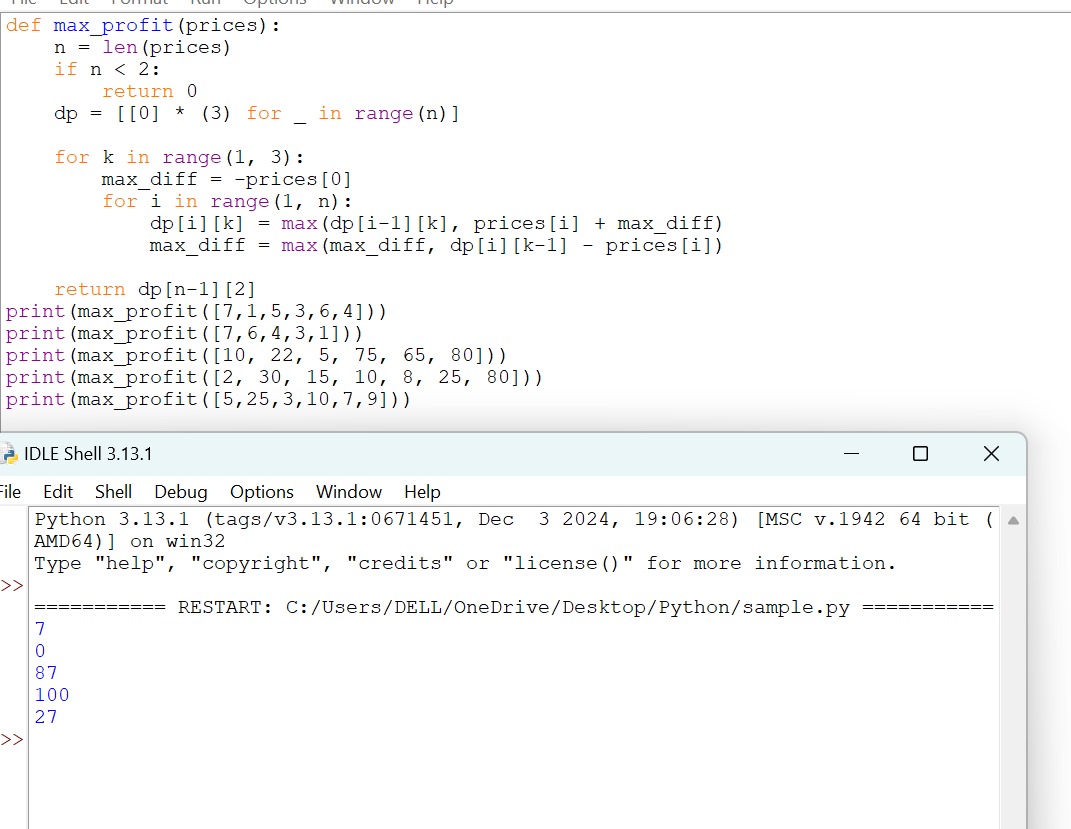 File Edit Format Run Options Window Help
def max_profit(prices):
    n = len(prices)
    if n < 2:
        return 0
    dp = [[0] * (3) for _ in range(n)]
    for k in range(1, 3):
        max_diff = -prices[0]
        for i in range(1, n):
            dp[i][k] = max(dp[i-1][k], prices[i] + max_diff)
            max_diff = max(max_diff, dp[i][k-1] - prices[i])
    return dp[n-1][2]
print(max_profit([7,1,5,3,6,4]))
print(max_profit([7,6,4,3,1]))
print(max_profit([10, 22, 5, 75, 65, 80]))
print(max_profit([2, 30, 15, 10, 8, 25, 80]))
print(max_profit([5,25,3,10,7,9]))
IDLE Shell 3.13.1
File Edit Shell Debug Options Window Help
Python 3.13.1 (tags/v3.13.1:0671451, Dec  3 2024, 19:06:28) [MSC v.1942 64 bit (
AMD64)] on win32
Type "help", "copyright", "credits" or "license()" for more information.
>>
=========== RESTART: C:/Users/DELL/OneDrive/Desktop/Python/sample.py ===========
7
0
87
100
27
>>